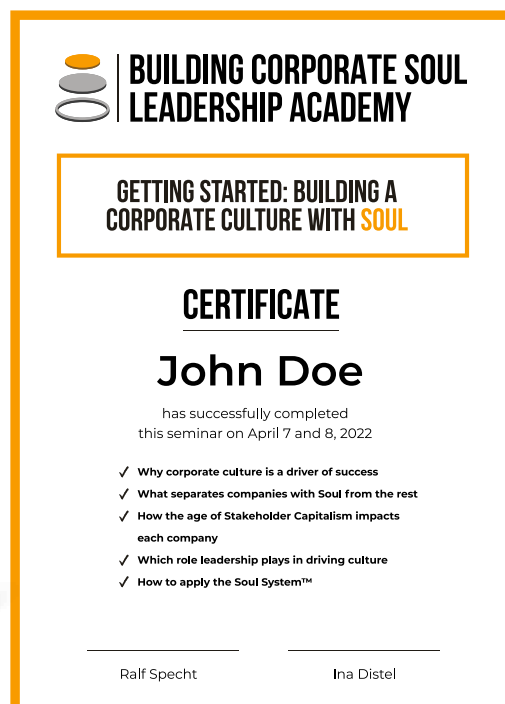 BUILDING CORPORATE SOUL
LEADERSHIP ACADEMY
GETTING STARTED: BUILDING A
CORPORATE CULTURE WITH SOUL
CERTIFICATE
John Doe
has successfully completed
this seminar on April 7 and 8, 2022
✓ Why corporate culture is a driver of success
✓ What separates companies with Soul from the rest
✓ How the age of Stakeholder Capitalism impacts
each company
✓ Which role leadership plays in driving culture
✓ How to apply the Soul System™
Ralf Specht
Ina Distel